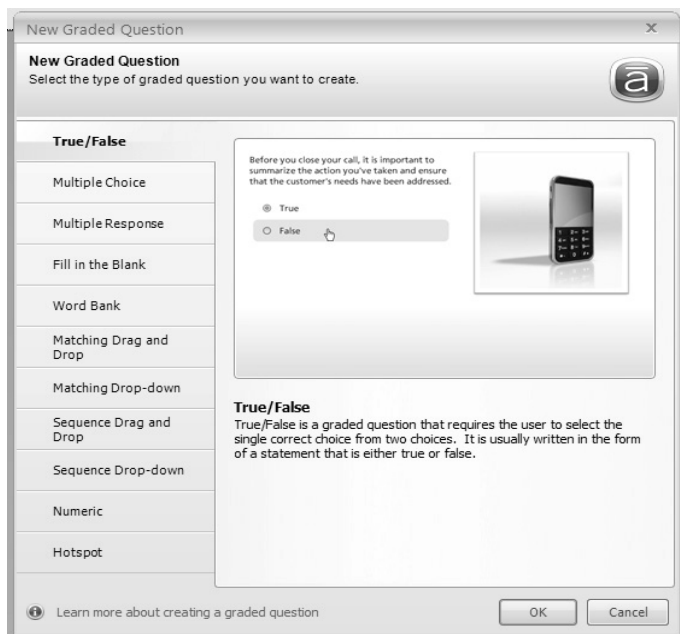 New Graded Question
New Graded Question
Select the type of graded question you want to create.
ā
True/False
Multiple Choice
Multiple Response
Fill in the Blank
Word Bank
Matching Drag and
Drop
Matching Drop-down
Sequence Drag and
Drop
Sequence Drop-down
Numeric
Hotspot
Before you close your call, it is important to
summarize the action you've taken and ensure
that the customer's needs have been addressed.
True
False
True/False
True/False is a graded question that requires the user to select the
single correct choice from two choices.  It is usually written in the form
of a statement that is either true or false.
Learn more about creating a graded question
OK
Cancel